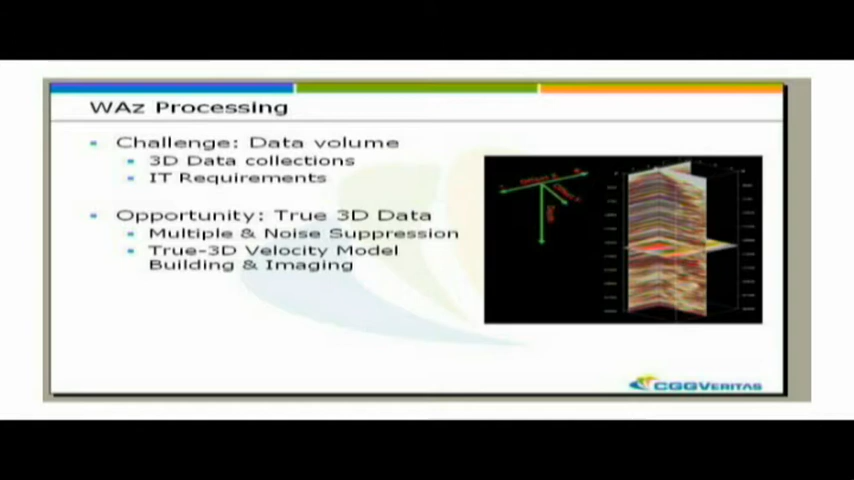 WAz Processing
Challenge: Data volume
3D Data collections
IT Requirements
Opportunity: True 3D Data
Multiple & Noise Suppression
True-3D Velocity Model
Building & Imaging
Depth
CGGVERITAS